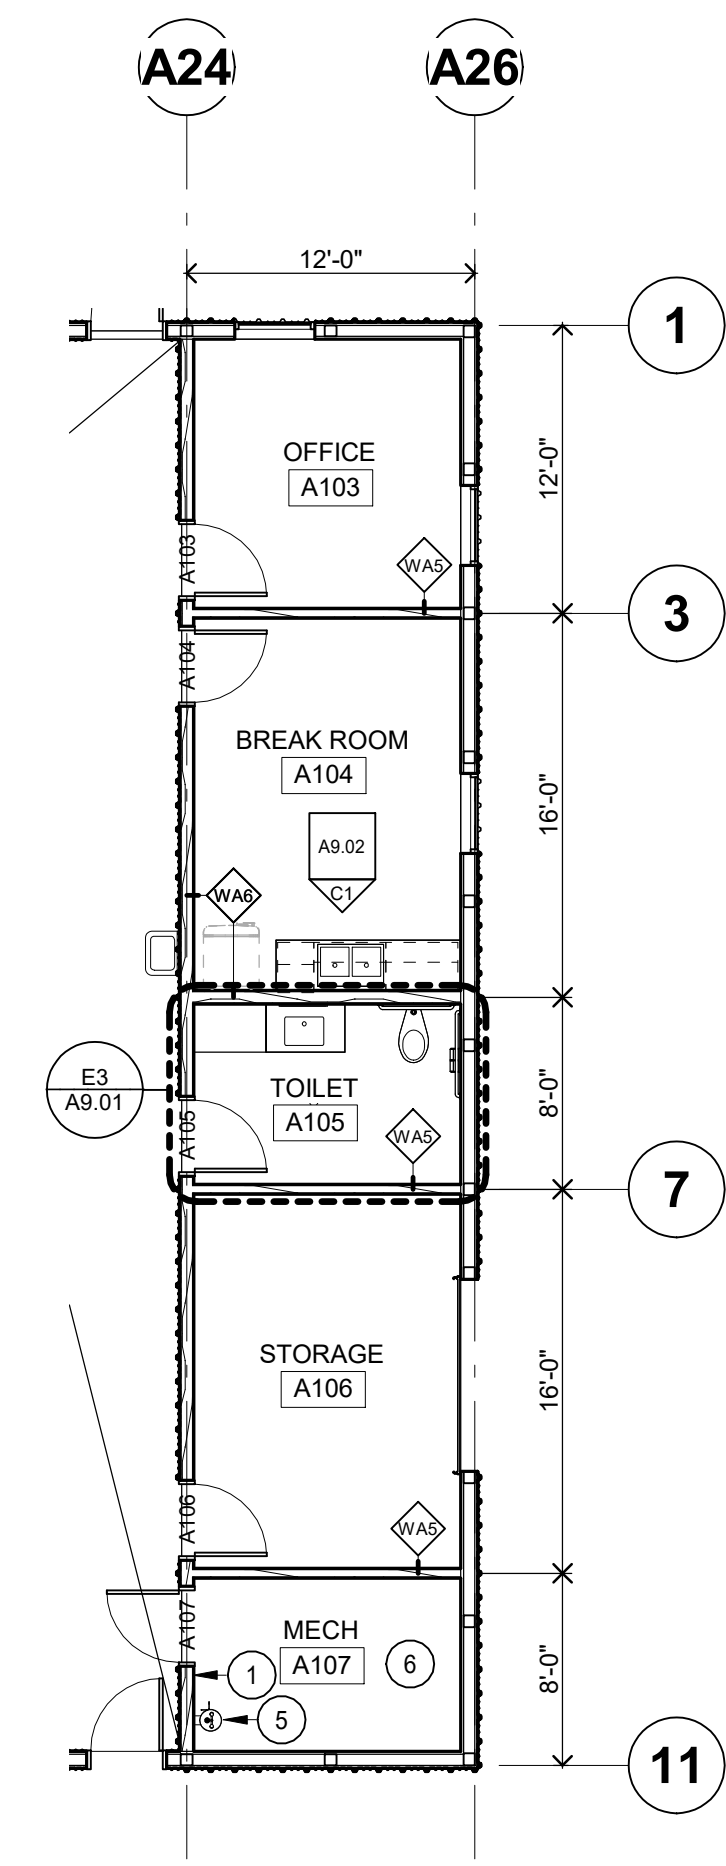 A24
A26
12'-0"
1
12'-0"
OFFICE
A103
A103
WA5
3
A104
BREAK ROOM
A104
16'-0"
A9.02
C1
WA6
E3
A9.01
TOILET
A105
A105
WA5
8'-0"
7
STORAGE
A106
16'-0"
A106
WA5
A107
MECH
A107
6
1
5
8'-0"
11